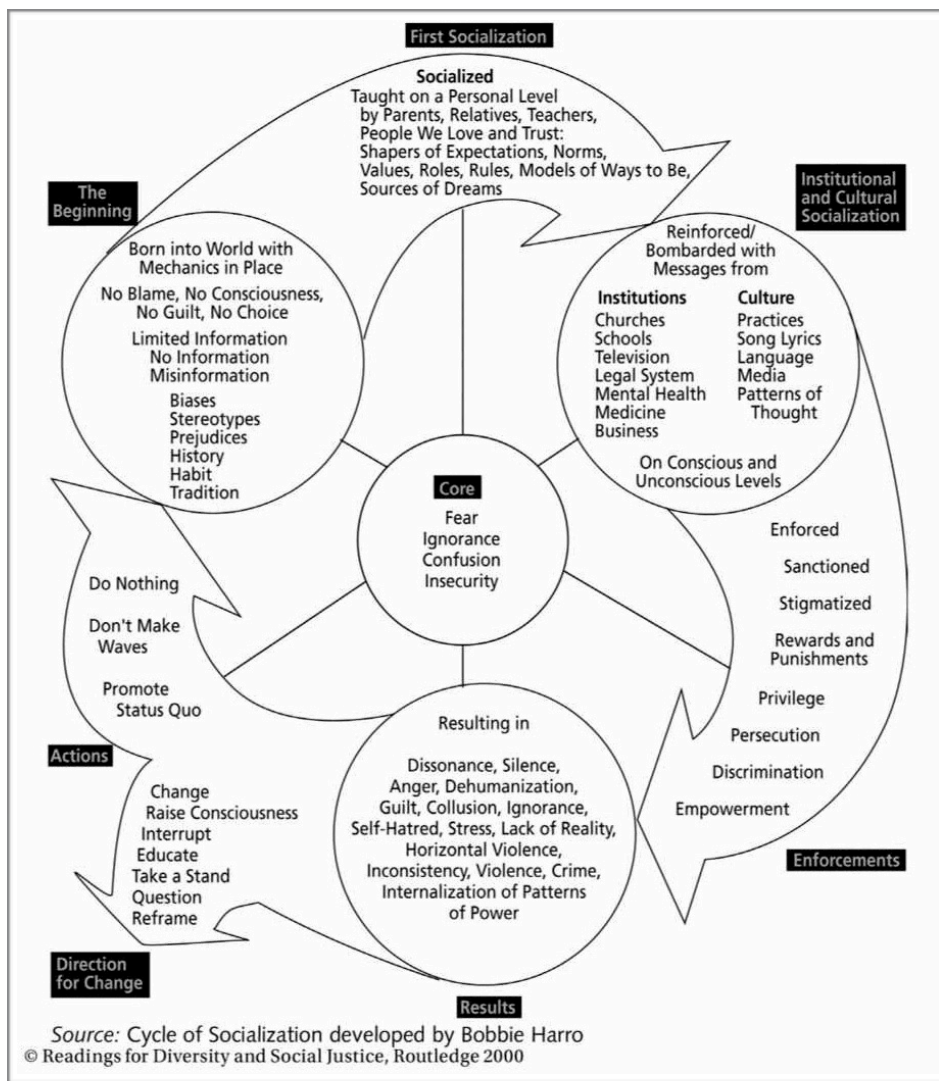 First Socialization
Socialized
Taught on a Personal Level
by Parents, Relatives, Teachers,
People We Love and Trust:
Shapers of Expectations, Norms,
Values, Roles, Rules, Models of Ways to Be,
Sources of Dreams
The
Beginning
Born into World with
Mechanics in Place
No Blame, No Consciousness,
No Guilt, No Choice
Limited Information
No Information
Misinformation
Biases
Stereotypes
Prejudices
History
Habit
Tradition
Institutional
and Cultural
Socialization
Reinforced/
Bombarded with
Messages from
Institutions
Churches
Schools
Television
Legal System
Mental Health
Medicine
Business
Culture
Practices
Song Lyrics
Language
Media
Patterns of
Thought
On Conscious and
Unconscious Levels
Core
Fear
Ignorance
Confusion
Insecurity
Enforced
Sanctioned
Stigmatized
Rewards and
Punishments
Privilege
Persecution
Discrimination
Empowerment
Enforcements
Resulting in
Dissonance, Silence,
Anger, Dehumanization,
Guilt, Collusion, Ignorance,
Self-Hatred, Stress, Lack of Reality,
Horizontal Violence,
Inconsistency, Violence, Crime,
Internalization of Patterns
of Power
Results
Do Nothing
Don't Make
Waves
Promote
Status Quo
Actions
Change
Raise Consciousness
Interrupt
Educate
Take a Stand
Question
Reframe
Direction
for Change
Source: Cycle of Socialization developed by Bobbie Harro
© Readings for Diversity and Social Justice, Routledge 2000